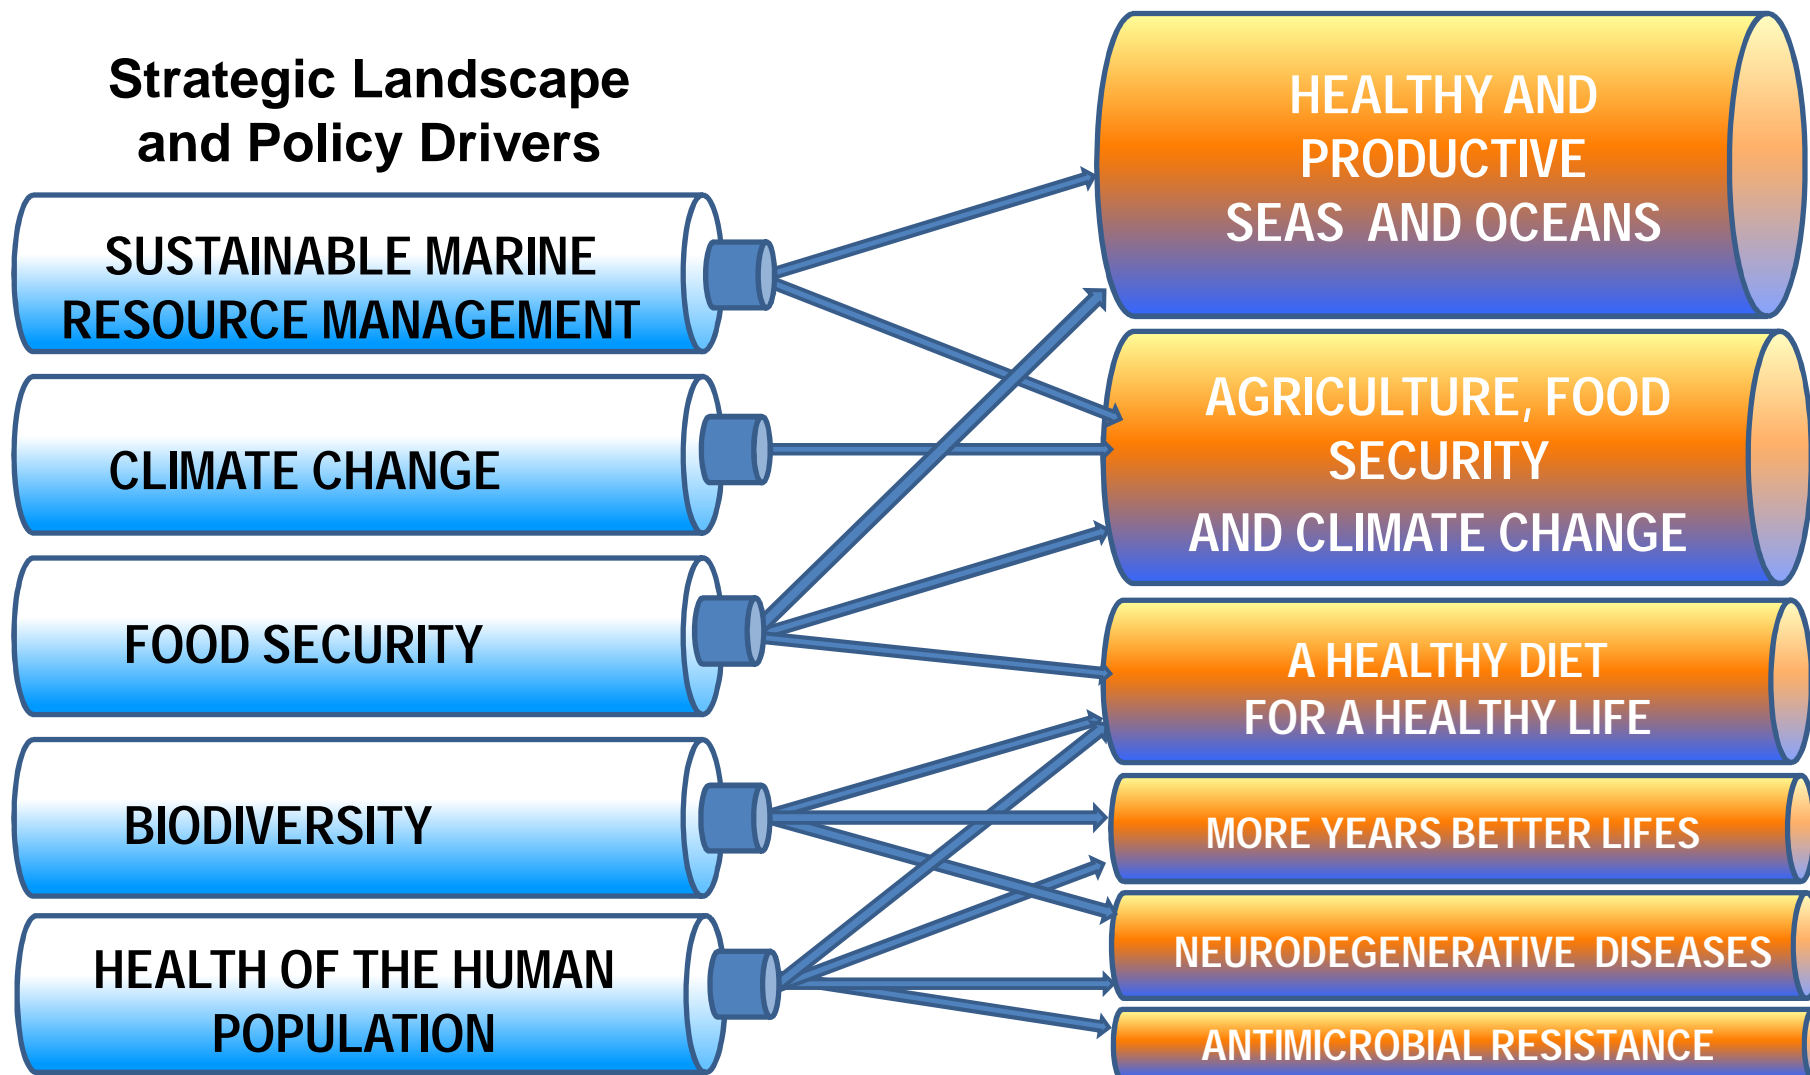 Strategic Landscape
and Policy Drivers
SUSTAINABLE MARINE
RESOURCE MANAGEMENT
CLIMATE CHANGE
FOOD SECURITY
BIODIVERSITY
HEALTH OF THE HUMAN
POPULATION
HEALTHY AND
PRODUCTIVE
SEAS AND OCEANS
AGRICULTURE, FOOD
SECURITY
AND CLIMATE CHANGE
A HEALTHY DIET
FOR A HEALTHY LIFE
MORE YEARS BETTER LIFES
NEURODEGENERATIVE DISEASES
ANTIMICROBIAL RESISTANCE